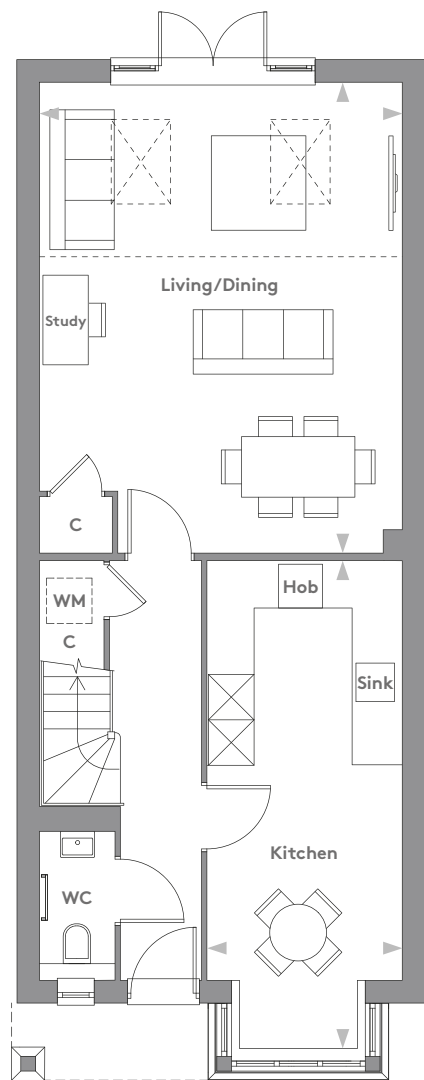 Living/Dining
Study
C
WM
C
Hob
Sink
Kitchen
WC